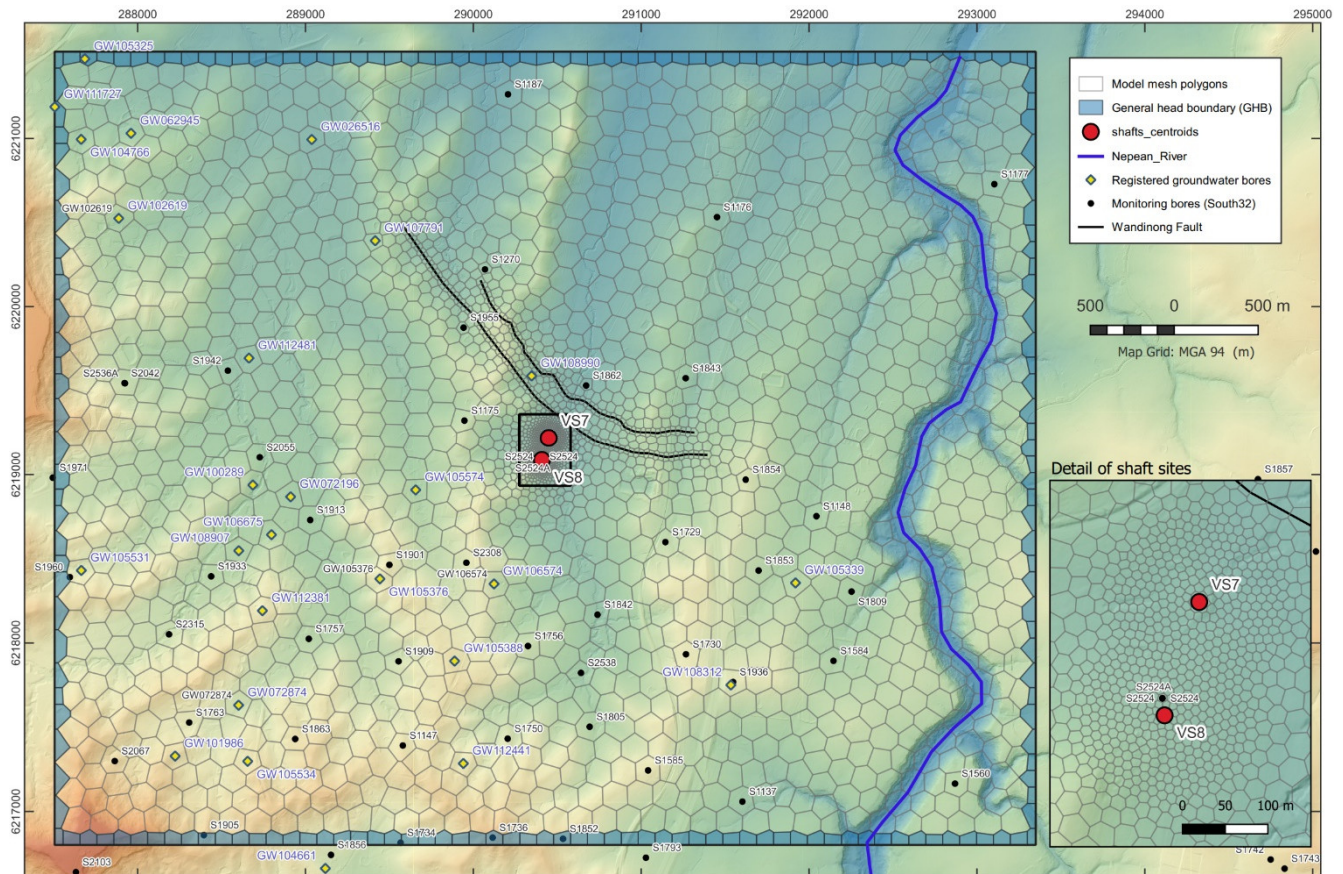 288000
289000
290000
291000
292000
293000
294000
295000
6221000
6220000
6219000
6218000
6217000
GW105325
GW111727
GW062945
GW104766
GW026516
GW102619
GW102619
S1187
S1177
S1176
GW107791
S1270
S1955
GW112481
S1942
S2536A
S2042
GW108990
S1862
S1843
S1175
VS7
S2524
S2524
S2524A
VS8
S2055
S1971
GW100289
GW072196
GW105574
S1854
S1148
S1913
GW106675
GW108907
S1729
GW105531
S1960
S1933
S1901
GW105376
GW105376
S2308
GW106574
GW106574
S1853
GW105339
S1809
GW112381
S1842
S2315
S1757
S1756
S1730
S1909
GW105388
S2538
S1584
GW108312
S1936
GW072874
GW072874
S1763
S1805
S1863
S1147
S1750
S2067
GW101986
GW105534
GW112441
S1585
S1560
S1137
S1905
S1734
S1736
S1852
S1856
GW104661
S1793
S2103
Model mesh polygons
General head boundary (GHB)
shafts_centroids
Nepean_River
Registered groundwater bores
Monitoring bores (South32)
Wandinong Fault
500 0 500 m
Map Grid: MGA 94 (m)
Detail of shaft sites
S1857
VS7
S2524A
S2524
S2524
VS8
0 50 100 m
S1742
S1743